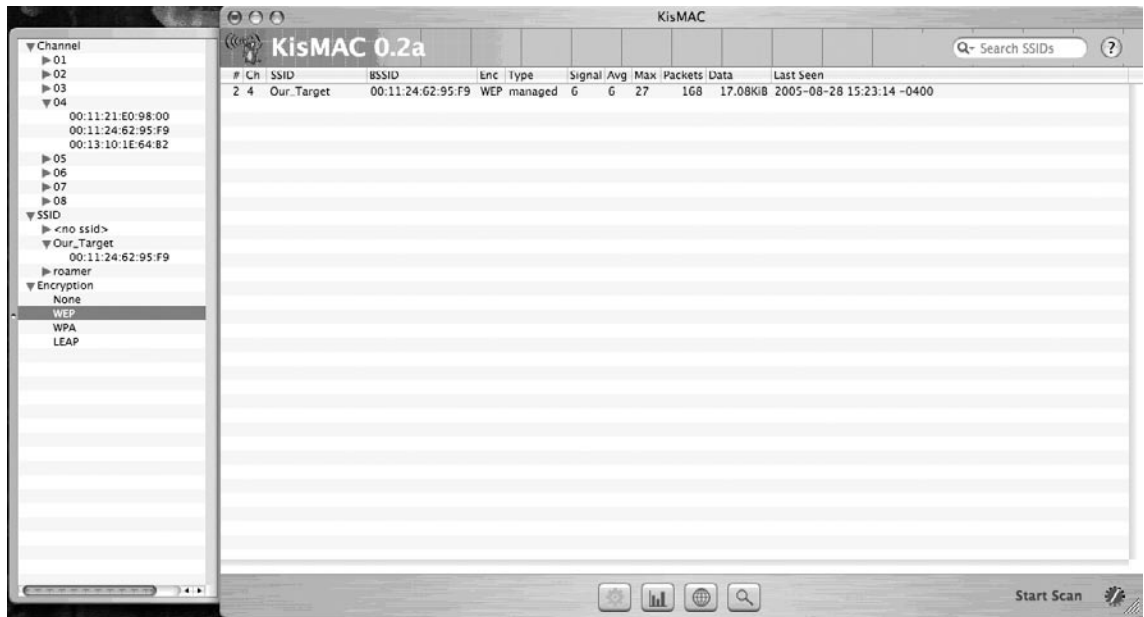 Channel
01
02
03
04
00:11:21:E0:98:00
00:11:24:62:95:F9
00:13:10:1E:64:B2
05
06
07
08
SSID
<no ssid>
Our_Target
00:11:24:62:95:F9
roamer
Encryption
None
WEP
WPA
LEAP
KisMAC
KisMAC 0.2a
Search SSIDs
?
# Ch SSID BSSID Enc Type Signal Avg Max Packets Data Last Seen
2 4 Our_Target 00:11:24:62:95:F9 WEP managed 6 6 27 168 17.08KiB 2005-08-28 15:23:14 -0400
Start Scan